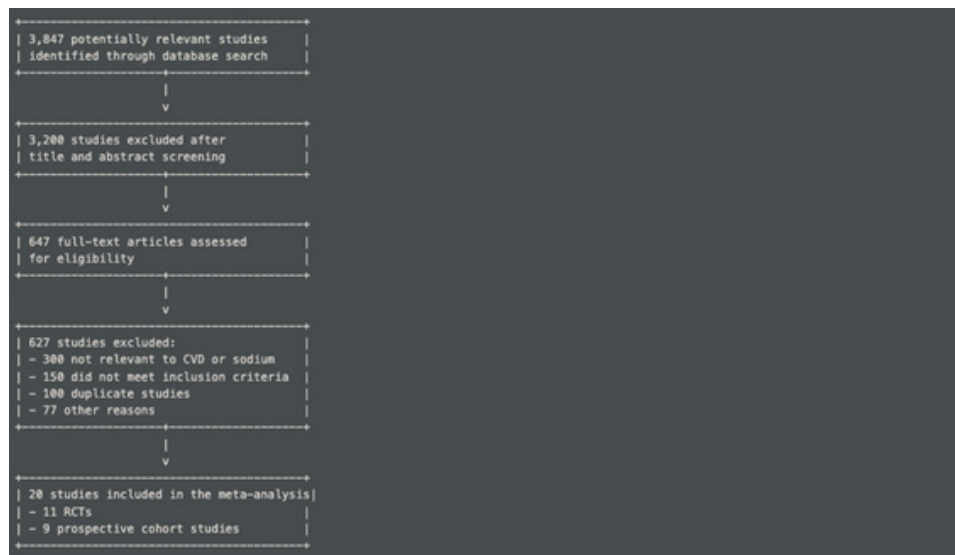 3,847 potentially relevant studies
identified through database search
3,200 studies excluded after
title and abstract screening
647 full-text articles assessed
for eligibility
627 studies excluded:
- 300 not relevant to CVD or sodium
- 150 did not meet inclusion criteria
- 100 duplicate studies
- 77 other reasons
20 studies included in the meta-analysis
- 11 RCTs
- 9 prospective cohort studies